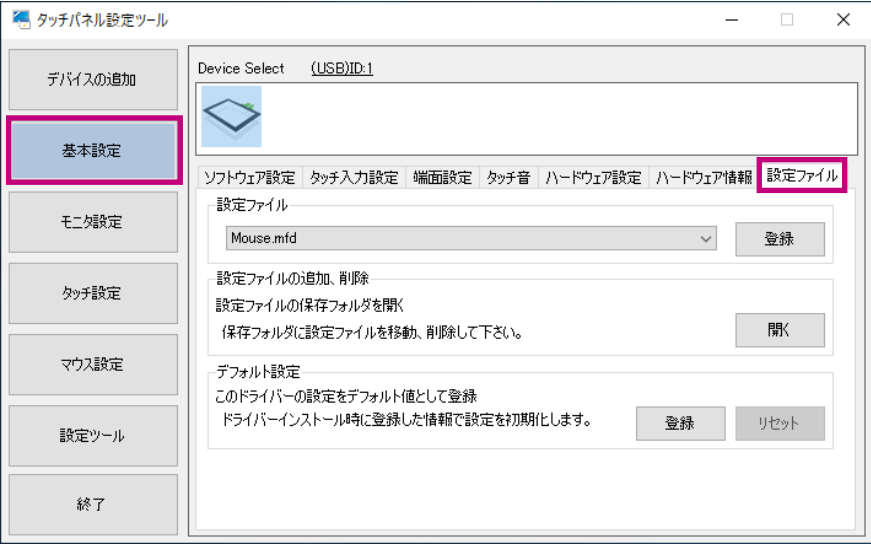 タッチパネル設定ツール
デバイスの追加
基本設定
モニタ設定
タッチ設定
マウス設定
設定ツール
終了
Device Select (USB)ID:1
ソフトウェア設定 タッチ入力設定 端面設定 タッチ音 ハードウェア設定 ハードウェア情報 設定ファイル
設定ファイル
Mouse.mfd 登録
設定ファイルの追加、削除
設定ファイルの保存フォルダを開く
保存フォルダに設定ファイルを移動、削除して下さい。 開く
デフォルト設定
このドライバーの設定をデフォルト値として登録
ドライバーインストール時に登録した情報で設定を初期化します。 登録 リセット